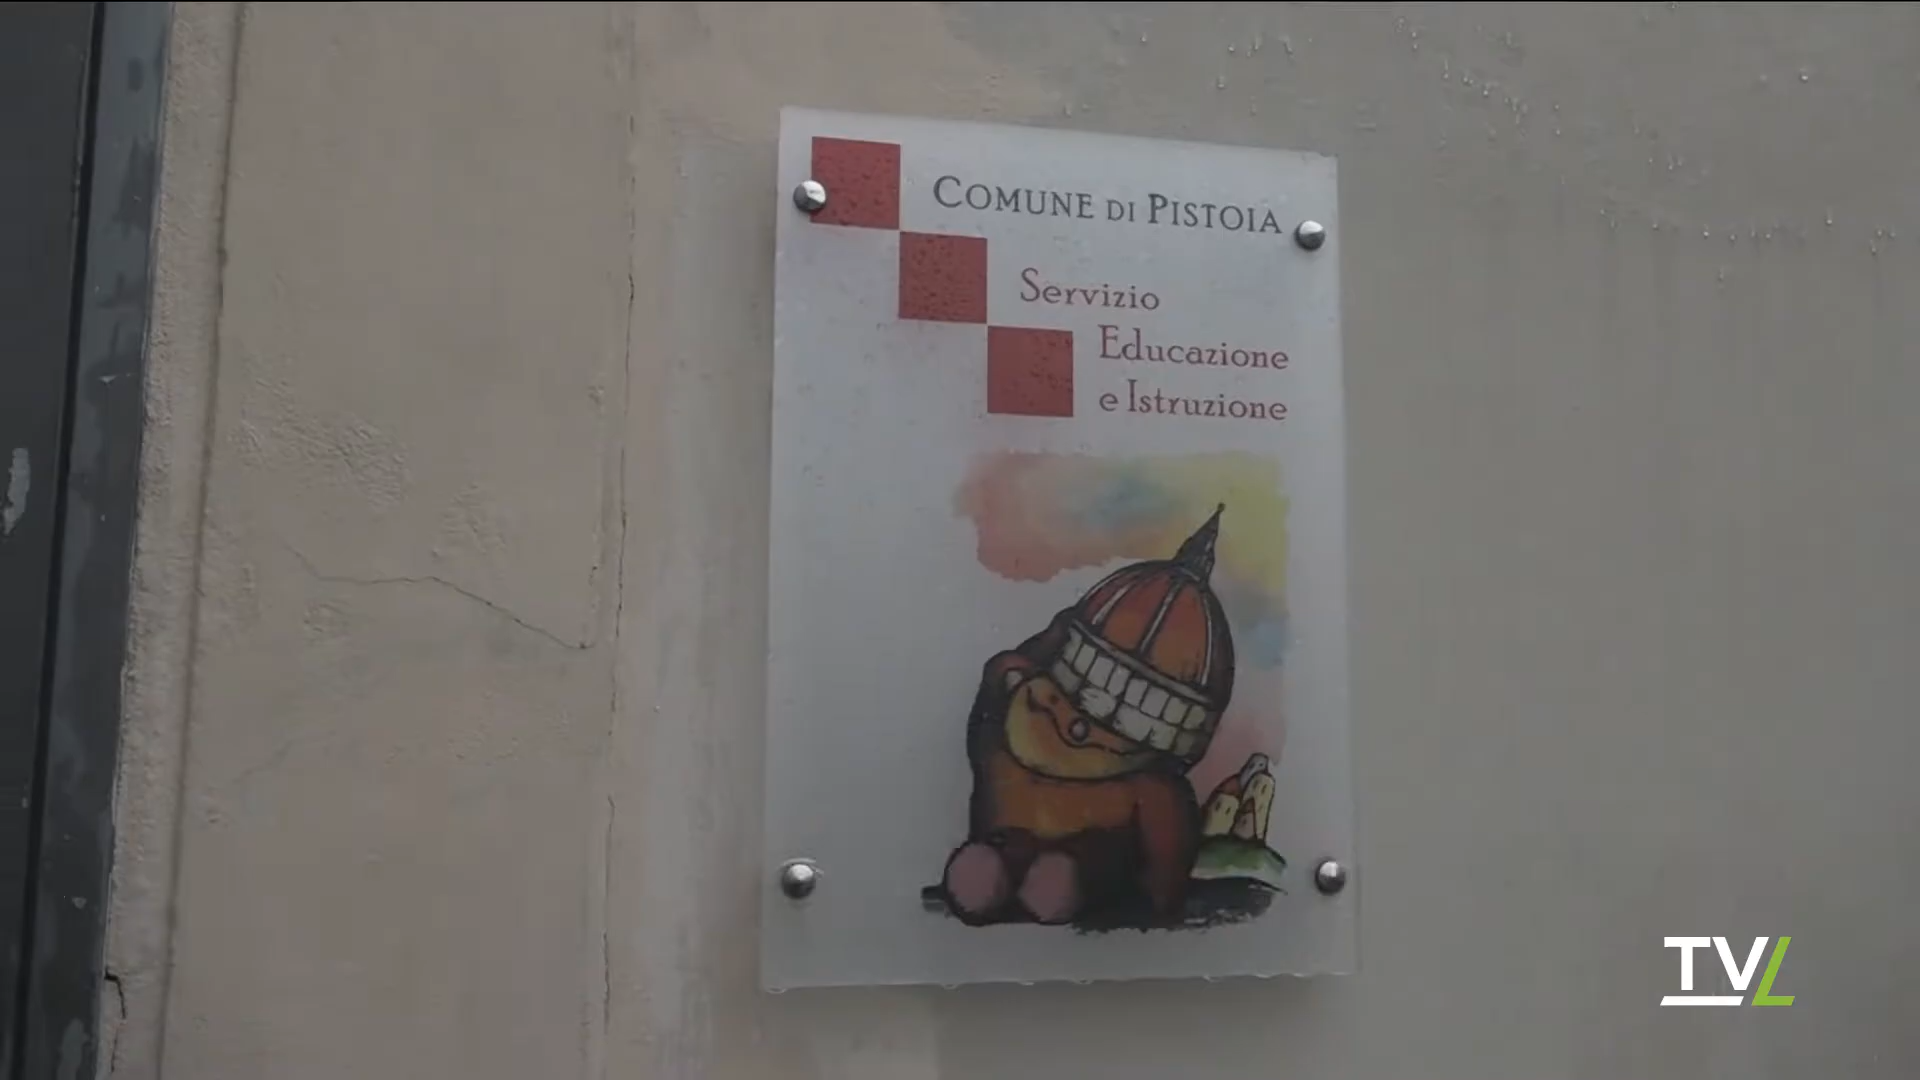 COMUNE DI PISTOIA
Servizio
Educazione
e Istruzione
TVL